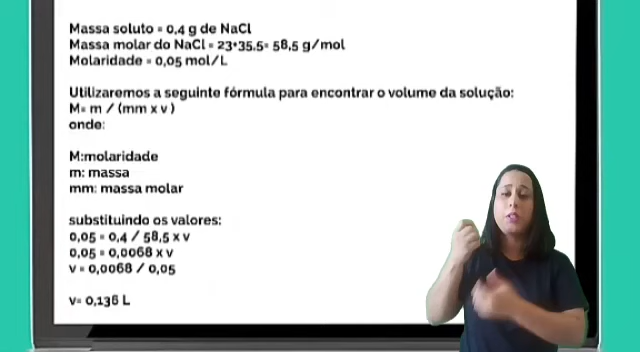 Massa soluto = 0,4 g de NaCl
Massa molar do NaCl = 23+35,5= 58,5 g/mol
Molaridade = 0,05 mol/L
Utilizaremos a seguinte fórmula para encontrar o volume da solução:
M= m / (mm x v )
onde:
M:molaridade
m: massa
mm: massa molar
substituindo os valores:
0,05 = 0,4 / 58,5 x v
0,05 = 0,0068 x v
v = 0,0068 / 0,05
v= 0,136 L